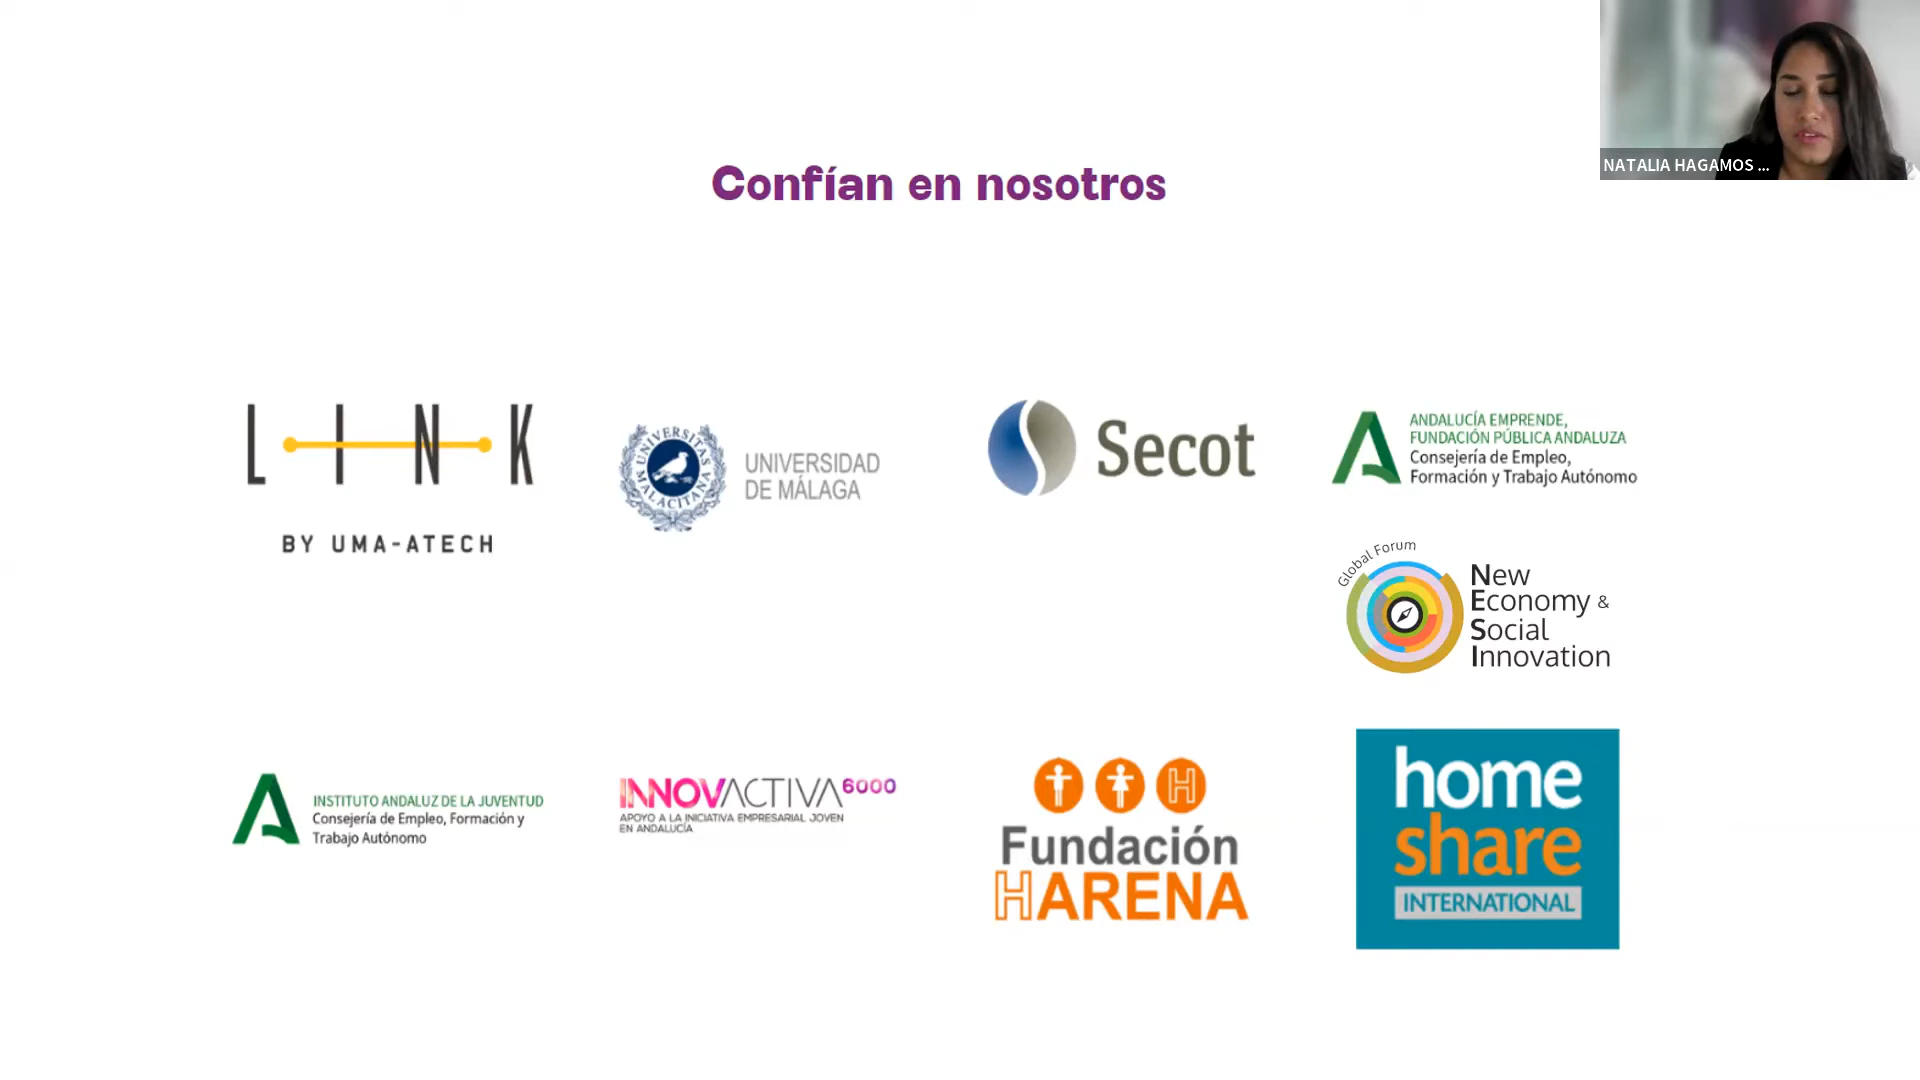 NATALIA HAGAMOS ...
Confían en nosotros
LINK
BY UMA-ATECH
UNIVERSITAS MALACITANA
UNIVERSIDAD
DE MÁLAGA
Secot
ANDALUCÍA EMPRENDE,
FUNDACIÓN PÚBLICA ANDALUZA
Consejería de Empleo,
Formación y Trabajo Autónomo
Global Forum
New
Economy &
Social
Innovation
INSTITUTO ANDALUZ DE LA JUVENTUD
Consejería de Empleo, Formación y
Trabajo Autónomo
INNOVACTIVA 6000
APOYO A LA INICIATIVA EMPRESARIAL JOVEN
EN ANDALUCÍA
H
Fundación
HARENA
home
share
INTERNATIONAL